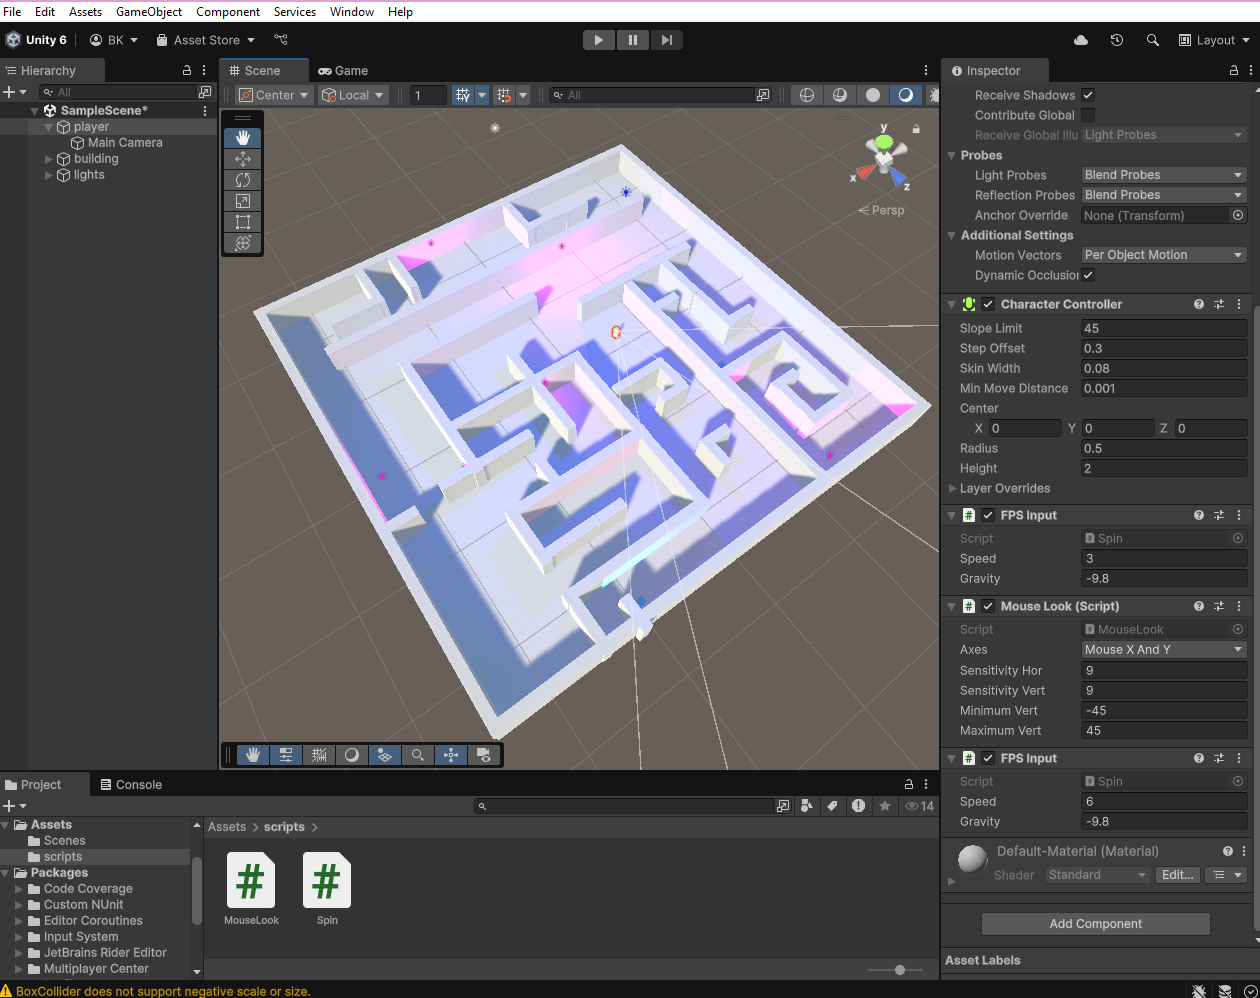 File Edit Assets GameObject Component Services Window Help
Unity 6 BK Asset Store Layout
Hierarchy
All
SampleScene*
player
Main Camera
building
lights
Scene Game
Center Local 1 All
y
x
z
Persp
Inspector
Receive Shadows
Contribute Global
Receive Global Illu Light Probes
Probes
Light Probes Blend Probes
Reflection Probes Blend Probes
Anchor Override None (Transform)
Additional Settings
Motion Vectors Per Object Motion
Dynamic Occlusion
Character Controller
Slope Limit 45
Step Offset 0.3
Skin Width 0.08
Min Move Distance 0.001
Center
X 0 Y 0 Z 0
Radius 0.5
Height 2
Layer Overrides
# FPS Input
Script Spin
Speed 3
Gravity -9.8
# Mouse Look (Script)
Script MouseLook
Axes Mouse X And Y
Sensitivity Hor 9
Sensitivity Vert 9
Minimum Vert -45
Maximum Vert 45
# FPS Input
Script Spin
Speed 6
Gravity -9.8
Default-Material (Material)
Shader Standard Edit...
Add Component
Asset Labels
Project Console
14
Assets
Scenes
scripts
Packages
Code Coverage
Custom NUnit
Editor Coroutines
Input System
JetBrains Rider Editor
Multiplayer Center
Assets > scripts >
# #
MouseLook Spin
BoxCollider does not support negative scale or size.